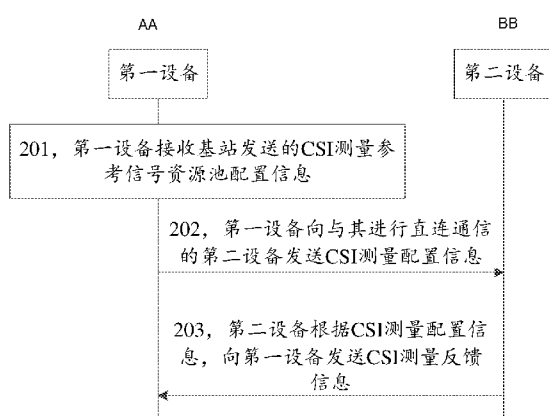 AA
BB
第一设备
第二设备
201，第一设备接收基站发送的CSI测量参
考信号资源池配置信息
202，第一设备向与其进行直连通信
的第二设备发送CSI测量配置信息
203，第二设备根据CSI测量配置信
息，向第一设备发送CSI测量反馈
信息